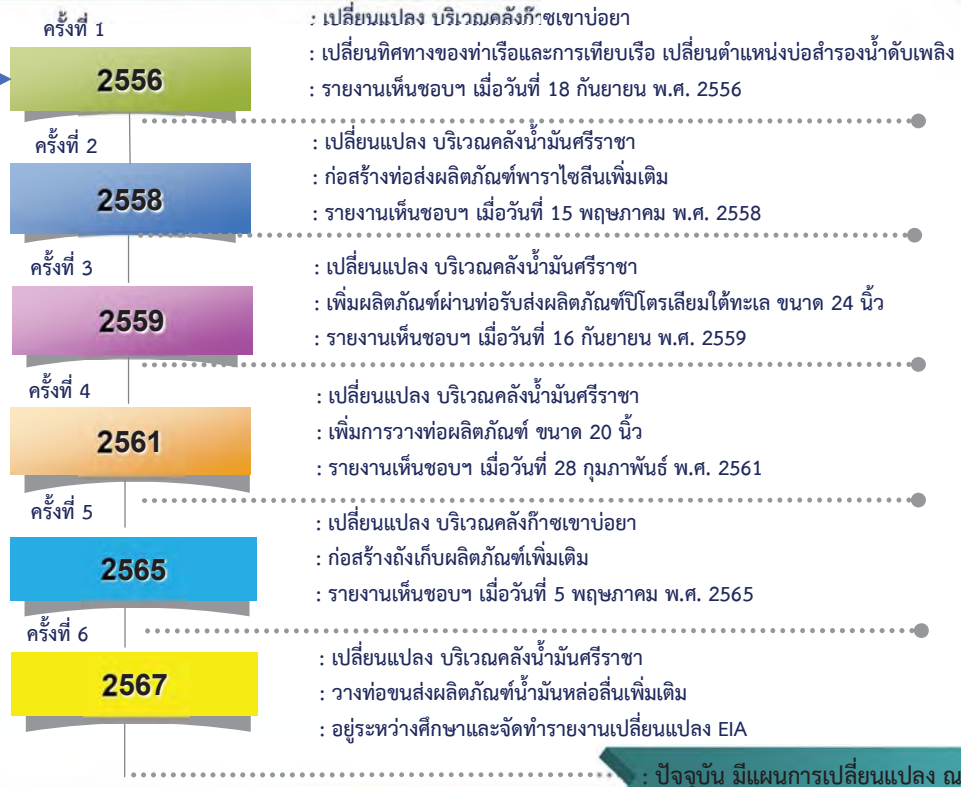 ครั้งที่ 1
: เปลี่ยนแปลง บริเวณคลังก๊าซเขาบ่อยา
2556
: เปลี่ยนทิศทางของท่าเรือและการเทียบเรือ เปลี่ยนตำแหน่งบ่อสำรองน้ำดับเพลิง
: รายงานเห็นชอบฯ เมื่อวันที่ 18 กันยายน พ.ศ. 2556
ครั้งที่ 2
: เปลี่ยนแปลง บริเวณคลังน้ำมันศรีราชา
2558
: ก่อสร้างท่อส่งผลิตภัณฑ์พาราไซลีนเพิ่มเติม
: รายงานเห็นชอบฯ เมื่อวันที่ 15 พฤษภาคม พ.ศ. 2558
ครั้งที่ 3
: เปลี่ยนแปลง บริเวณคลังน้ำมันศรีราชา
2559
: เพิ่มผลิตภัณฑ์ผ่านท่อรับส่งผลิตภัณฑ์ปิโตรเลียมใต้ทะเล ขนาด 24 นิ้ว
: รายงานเห็นชอบฯ เมื่อวันที่ 16 กันยายน พ.ศ. 2559
ครั้งที่ 4
: เปลี่ยนแปลง บริเวณคลังน้ำมันศรีราชา
2561
: เพิ่มการวางท่อผลิตภัณฑ์ ขนาด 20 นิ้ว
: รายงานเห็นชอบฯ เมื่อวันที่ 28 กุมภาพันธ์ พ.ศ. 2561
ครั้งที่ 5
: เปลี่ยนแปลง บริเวณคลังก๊าซเขาบ่อยา
2565
: ก่อสร้างถังเก็บผลิตภัณฑ์เพิ่มเติม
: รายงานเห็นชอบฯ เมื่อวันที่ 5 พฤษภาคม พ.ศ. 2565
ครั้งที่ 6
: เปลี่ยนแปลง บริเวณคลังน้ำมันศรีราชา
2567
: วางท่อขนส่งผลิตภัณฑ์น้ำมันหล่อลื่นเพิ่มเติม
: อยู่ระหว่างศึกษาและจัดทำรายงานเปลี่ยนแปลง EIA
: ปัจจุบัน มีแผนการเปลี่ยนแปลง ณ